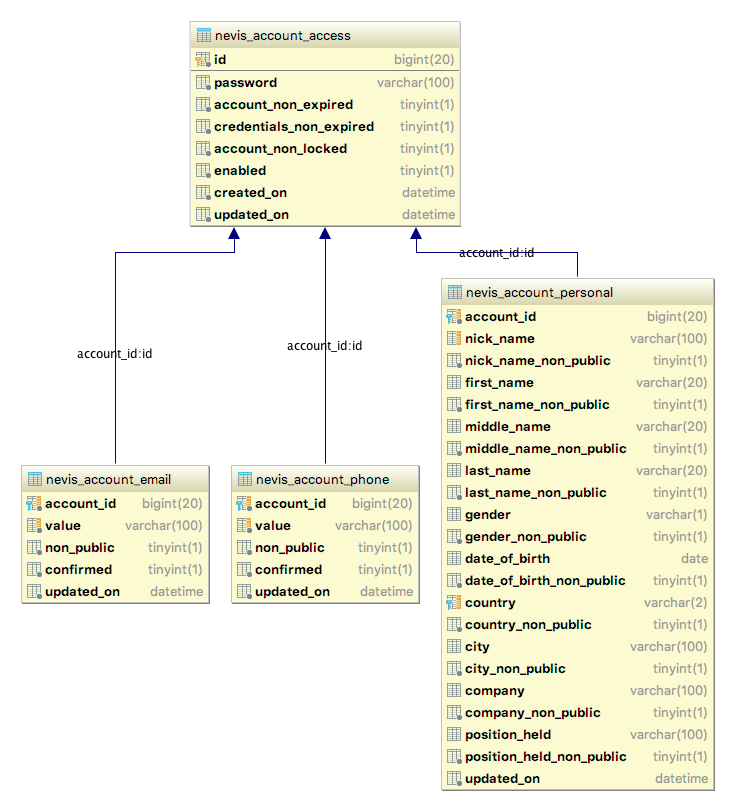 nevis_account_access
id bigint(20)
password varchar(100)
account_non_expired tinyint(1)
credentials_non_expired tinyint(1)
account_non_locked tinyint(1)
enabled tinyint(1)
created_on datetime
updated_on datetime
account_id:id
account_id:id
account_id:id
nevis_account_email
account_id bigint(20)
value varchar(100)
non_public tinyint(1)
confirmed tinyint(1)
updated_on datetime
nevis_account_phone
account_id bigint(20)
value varchar(100)
non_public tinyint(1)
confirmed tinyint(1)
updated_on datetime
nevis_account_personal
account_id bigint(20)
nick_name varchar(100)
nick_name_non_public tinyint(1)
first_name varchar(20)
first_name_non_public tinyint(1)
middle_name varchar(20)
middle_name_non_public tinyint(1)
last_name varchar(20)
last_name_non_public tinyint(1)
gender varchar(1)
gender_non_public tinyint(1)
date_of_birth date
date_of_birth_non_public tinyint(1)
country varchar(2)
country_non_public tinyint(1)
city varchar(100)
city_non_public tinyint(1)
company varchar(100)
company_non_public tinyint(1)
position_held varchar(100)
position_held_non_public tinyint(1)
updated_on datetime